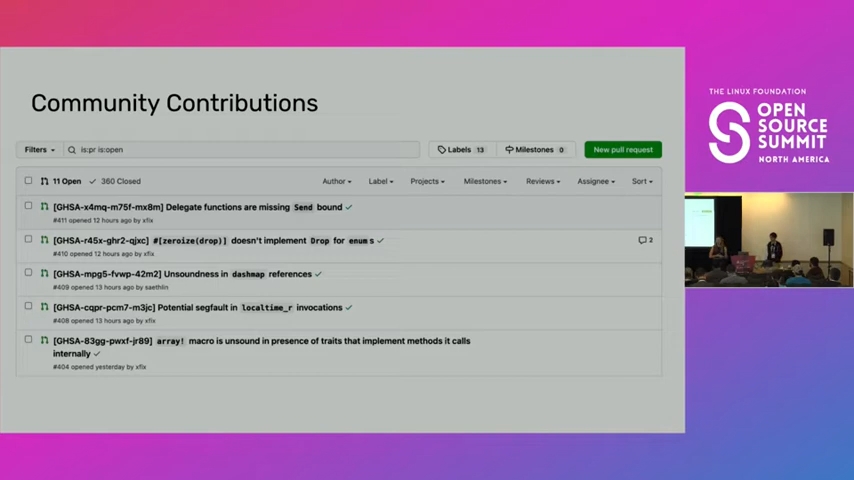 Community Contributions
Filters
is:pr is:open
Labels 13
Milestones 0
New pull request
11 Open
360 Closed
Author
Label
Projects
Milestones
Reviews
Assignee
Sort
[GHSA-x4mq-m75f-mx8m] Delegate functions are missing Send bound
#411 opened 12 hours ago by xfix
[GHSA-r45x-ghr2-qjxc] #[zeroize(drop)] doesn't implement Drop for enum s
2
#410 opened 12 hours ago by xfix
[GHSA-mpg5-fvwp-42m2] Unsoundness in dashmap references
#409 opened 13 hours ago by saethlin
[GHSA-cqpr-pcm7-m3jc] Potential segfault in localtime_r invocations
#408 opened 13 hours ago by xfix
[GHSA-83gg-pwxf-jr89] array! macro is unsound in presence of traits that implement methods it calls
internally
#404 opened yesterday by xfix
THE LINUX FOUNDATION
OPEN
SOURCE
SUMMIT
NORTH AMERICA